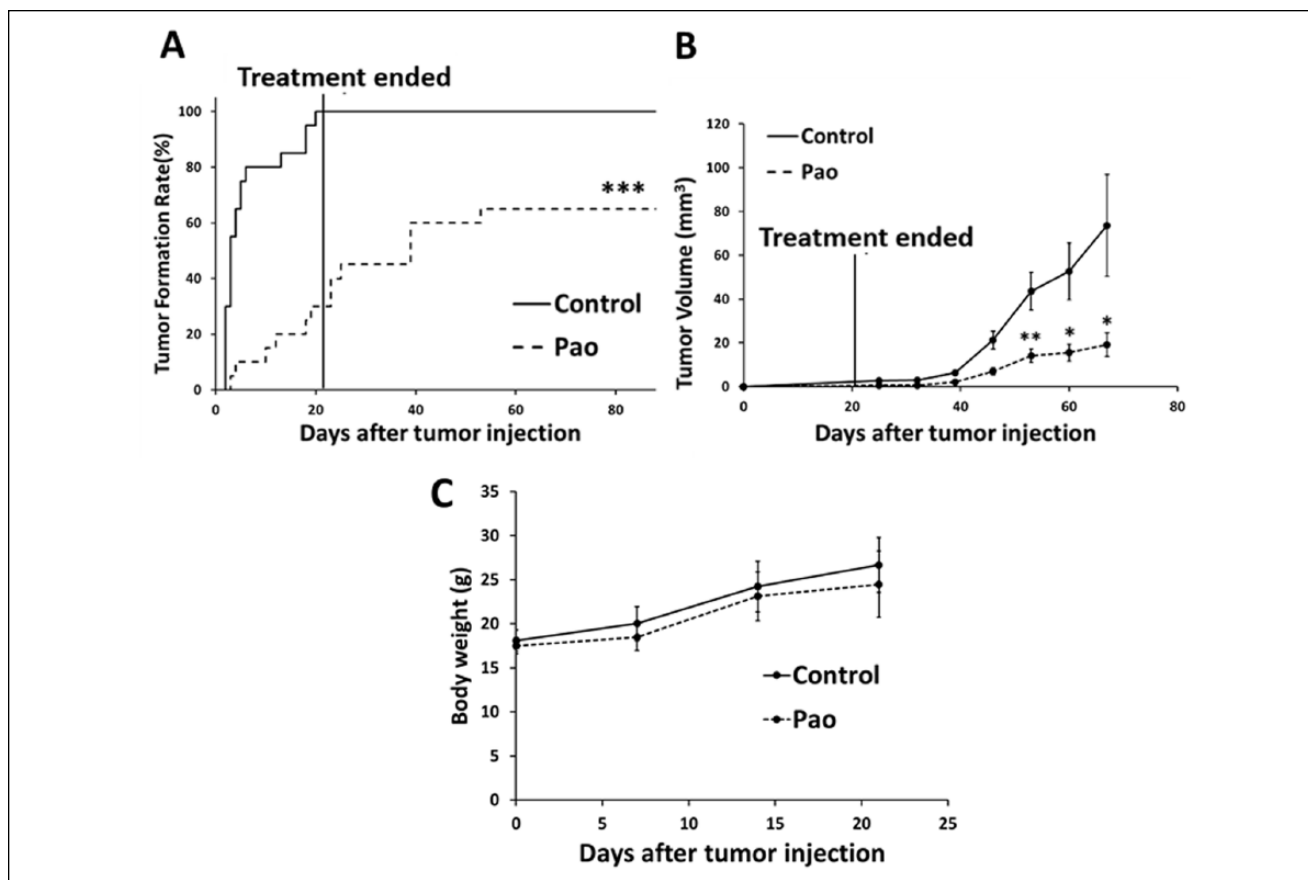 A
Treatment ended
Tumor Formation Rate(%)
100
80
60
40
20
0
***
Control
Pao
0 20 40 60 80
Days after tumor injection
B
Control
Pao
Treatment ended
Tumor Volume (mm³)
120
100
80
60
40
20
0
** * *
0 20 40 60 80
Days after tumor injection
C
Body weight (g)
35
30
25
20
15
10
5
0
Control
Pao
0 5 10 15 20 25
Days after tumor injection